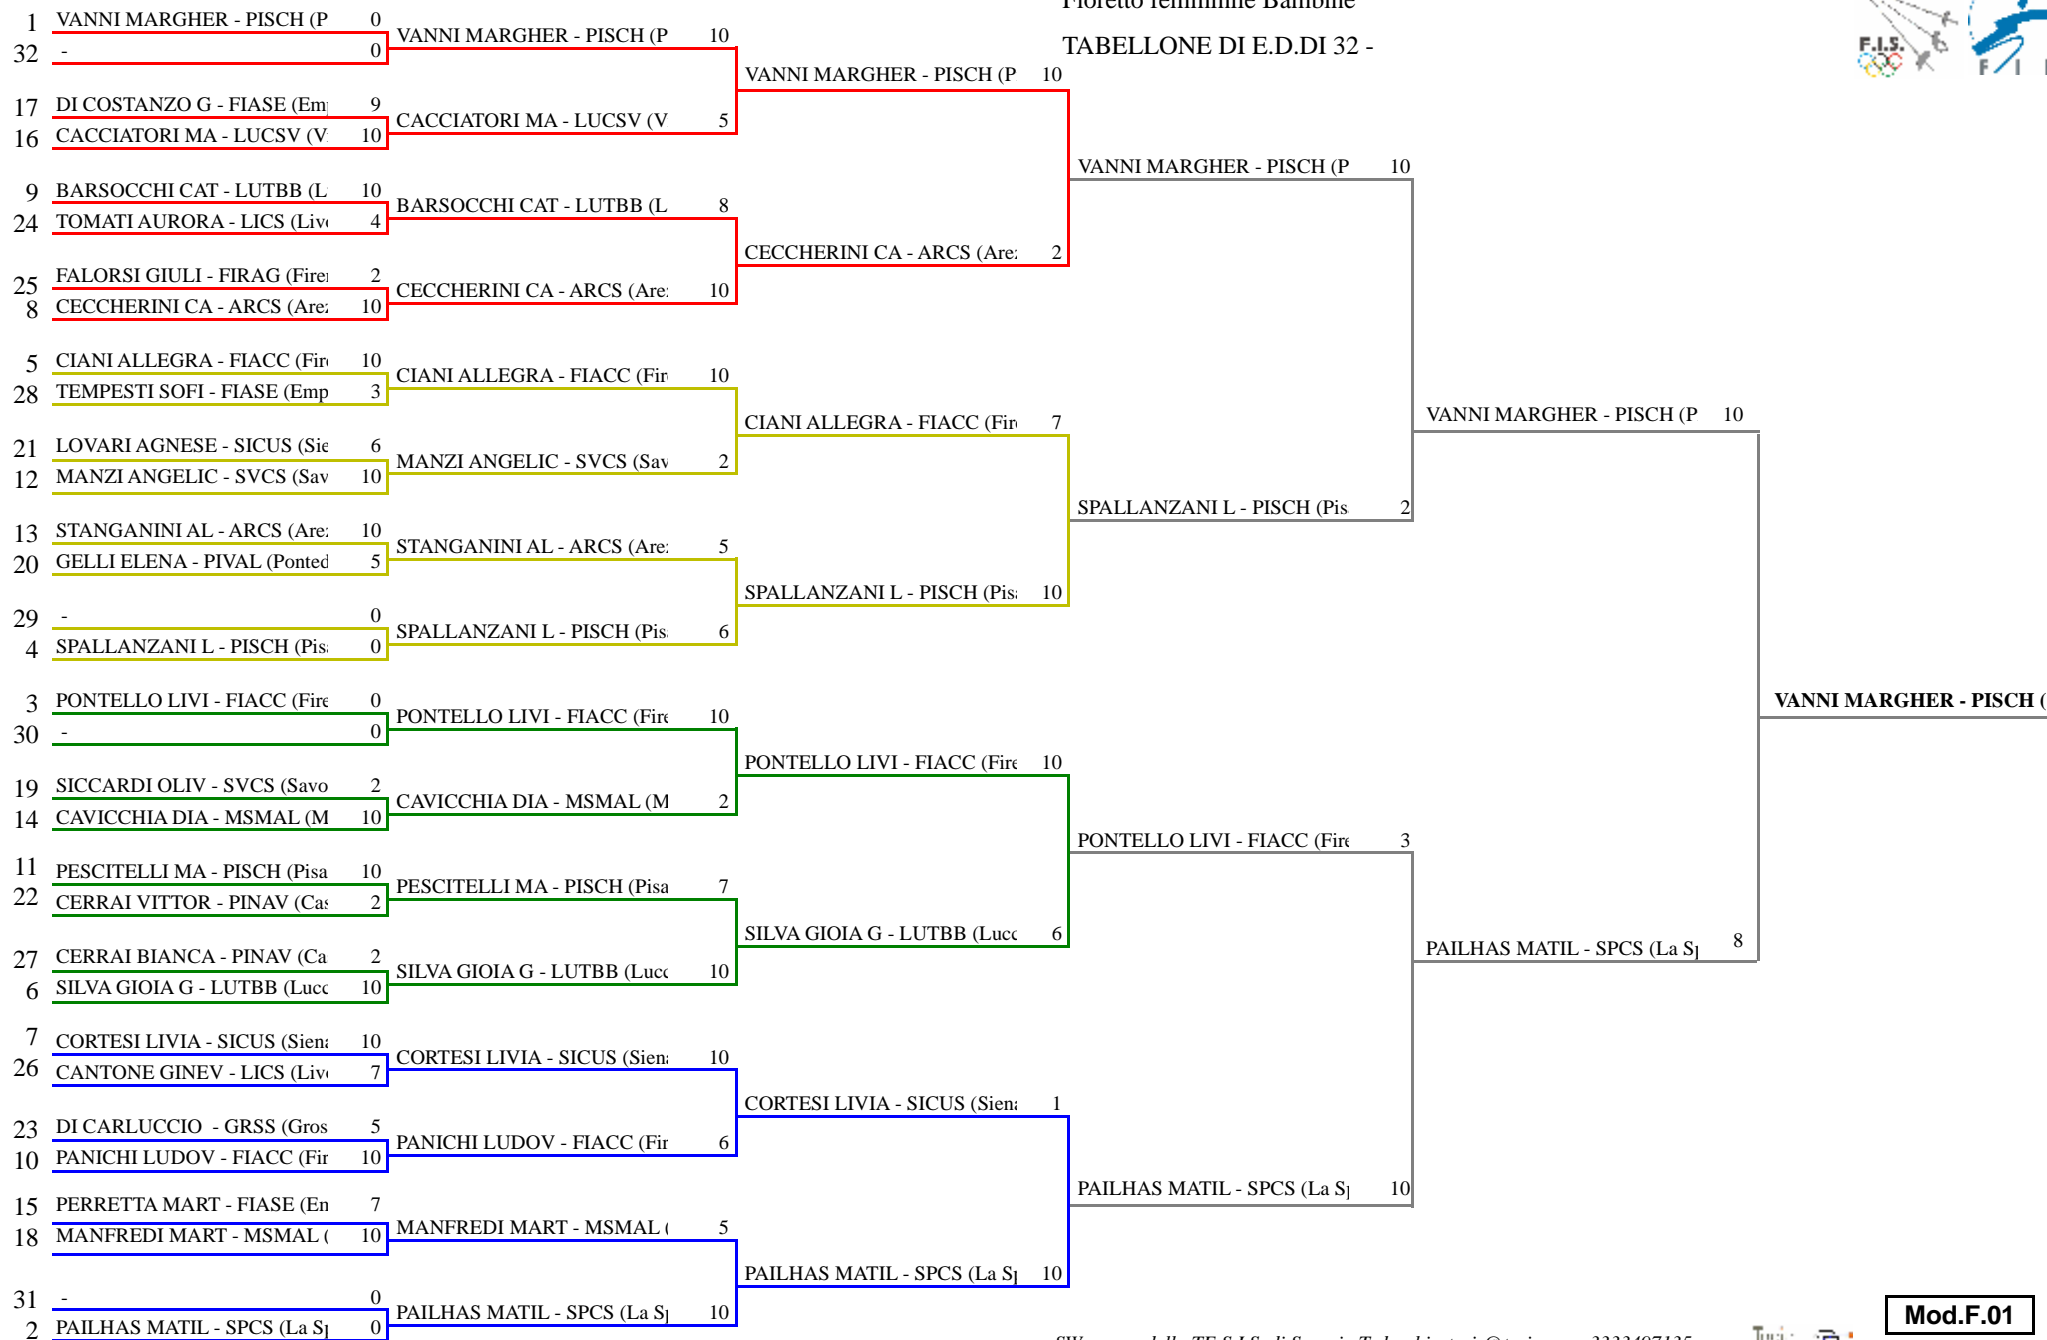 Fioretto femminile Bambine
TABELLONE DI E.D.DI 32 -
F.I.S.
1 VANNI MARGHER - PISCH (P 0
32 - 0
17 DI COSTANZO G - FIASE (Em 9
16 CACCIATORI MA - LUCSV (V 10
9 BARSOCCHI CAT - LUTBB (L 10
24 TOMATI AURORA - LICS (Liv 4
25 FALORSI GIULI - FIRAG (Fire 2
8 CECCHERINI CA - ARCS (Are 10
5 CIANI ALLEGRA - FIACC (Fir 10
28 TEMPESTI SOFI - FIASE (Emp 3
21 LOVARI AGNESE - SICUS (Sie 6
12 MANZI ANGELIC - SVCS (Sav 10
13 STANGANINI AL - ARCS (Are 10
20 GELLI ELENA - PIVAL (Ponted 5
29 - 0
4 SPALLANZANI L - PISCH (Pis 0
3 PONTELLO LIVI - FIACC (Fire 0
30 - 0
19 SICCARDI OLIV - SVCS (Savo 2
14 CAVICCHIA DIA - MSMAL (M 10
11 PESCITELLI MA - PISCH (Pisa 10
22 CERRAI VITTOR - PINAV (Cas 2
27 CERRAI BIANCA - PINAV (Ca 2
6 SILVA GIOIA G - LUTBB (Lucc 10
7 CORTESI LIVIA - SICUS (Siena 10
26 CANTONE GINEV - LICS (Liv 7
23 DI CARLUCCIO - GRSS (Gros 5
10 PANICHI LUDOV - FIACC (Fir 10
15 PERRETTA MART - FIASE (En 7
18 MANFREDI MART - MSMAL ( 10
31 - 0
2 PAILHAS MATIL - SPCS (La Sp 0
VANNI MARGHER - PISCH (P 10
CACCIATORI MA - LUCSV (V 5
BARSOCCHI CAT - LUTBB (L 8
CECCHERINI CA - ARCS (Are 10
CIANI ALLEGRA - FIACC (Fir 10
MANZI ANGELIC - SVCS (Sav 2
STANGANINI AL - ARCS (Are 5
SPALLANZANI L - PISCH (Pis 6
PONTELLO LIVI - FIACC (Fire 10
CAVICCHIA DIA - MSMAL (M 2
PESCITELLI MA - PISCH (Pisa 7
SILVA GIOIA G - LUTBB (Lucc 10
CORTESI LIVIA - SICUS (Siena 10
PANICHI LUDOV - FIACC (Fir 6
MANFREDI MART - MSMAL ( 5
PAILHAS MATIL - SPCS (La Sp 10
VANNI MARGHER - PISCH (P 10
CECCHERINI CA - ARCS (Are 2
CIANI ALLEGRA - FIACC (Fir 7
SPALLANZANI L - PISCH (Pisa 10
PONTELLO LIVI - FIACC (Fire 10
SILVA GIOIA G - LUTBB (Lucc 6
CORTESI LIVIA - SICUS (Siena 1
PAILHAS MATIL - SPCS (La Sp 10
VANNI MARGHER - PISCH (P 10
SPALLANZANI L - PISCH (Pis 2
PONTELLO LIVI - FIACC (Fire 3
PAILHAS MATIL - SPCS (La Sp 10
VANNI MARGHER - PISCH (P 10
PAILHAS MATIL - SPCS (La Sp 8
VANNI MARGHER - PISCH (
Mod.F.01